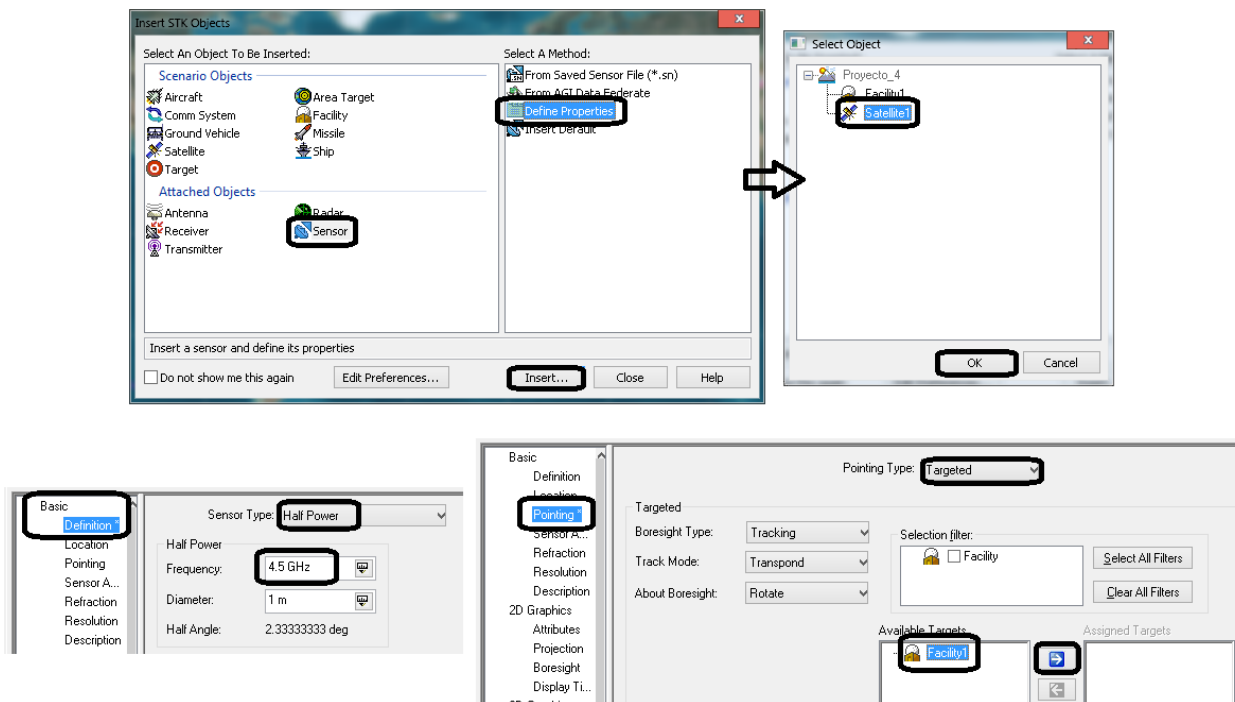 Insert STK Objects
Select An Object To Be Inserted:
Scenario Objects
Aircraft
Area Target
Comm System
Facility
Ground Vehicle
Missile
Satellite
Ship
Target
Attached Objects
Antenna
Radar
Receiver
Sensor
Transmitter
Select A Method:
From Saved Sensor File (*.sn)
From AGI Data Federate
Define Properties
Insert Default
Insert a sensor and define its properties
Do not show me this again
Edit Preferences...
Insert...
Close
Help
Select Object
Proyecto_4
Facility1
Satellite1
OK
Cancel
Basic
Definition *
Location
Pointing
Sensor A...
Refraction
Resolution
Description
Sensor Type: Half Power
Half Power
Frequency: 4.5 GHz
Diameter: 1 m
Half Angle: 2.33333333 deg
Basic
Definition
Location
Pointing *
Sensor A...
Refraction
Resolution
Description
2D Graphics
Attributes
Projection
Boresight
Display Ti...
Pointing Type: Targeted
Targeted
Boresight Type: Tracking
Track Mode: Transpond
About Boresight: Rotate
Selection filter:
Facility
Select All Filters
Clear All Filters
Available Targets
Facility1
Assigned Targets